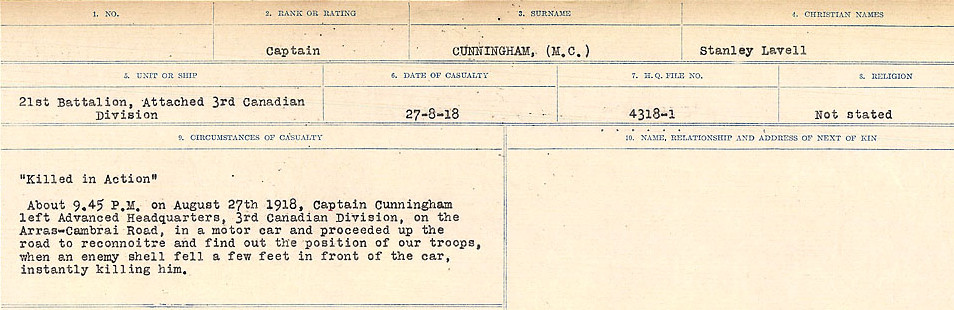 1. NO. 2. RANK OR RATING 3. SURNAME 4. CHRISTIAN NAMES
Captain CUNNINGHAM, (M.C.) Stanley Lavell
5. UNIT OR SHIP 6. DATE OF CASUALTY 7. H.Q. FILE NO. 8. RELIGION
21st Battalion, Attached 3rd Canadian
Division 27-8-18 4318-1 Not stated
9. CIRCUMSTANCES OF CASUALTY 10. NAME, RELATIONSHIP AND ADDRESS OF NEXT OF KIN
"Killed in Action"
About 9.45 P.M. on August 27th 1918, Captain Cunningham
left Advanced Headquarters, 3rd Canadian Division, on the
Arras-Cambrai Road, in a motor car and proceeded up the
road to reconnoitre and find out the position of our troops,
when an enemy shell fell a few feet in front of the car,
instantly killing him.